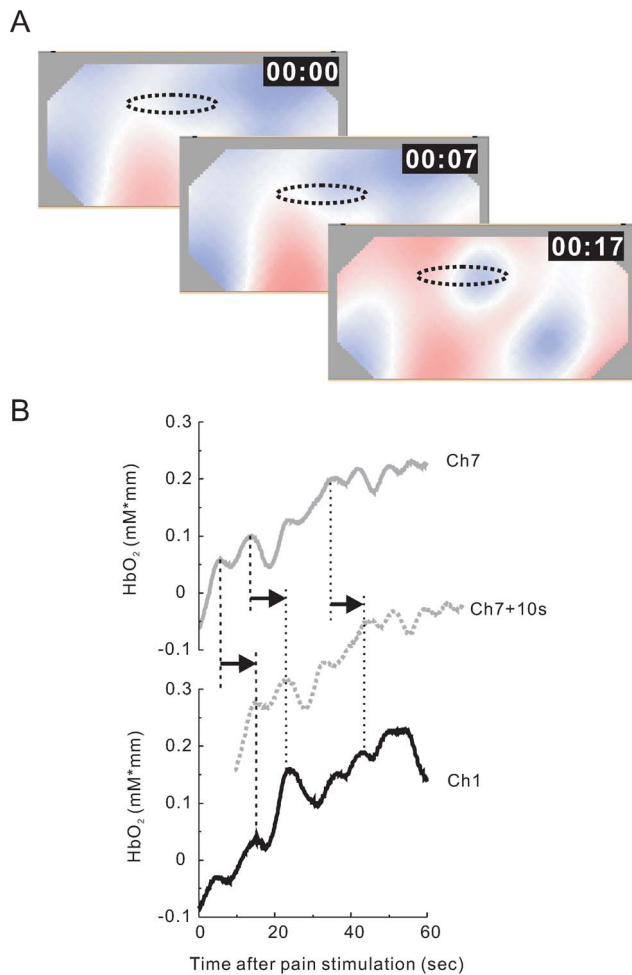 A
00:00
00:07
00:17
B
0.3
0.2
0.1
0
-0.1
HbO2 (mM*mm)
Ch7
Ch7+10s
0.3
0.2
0.1
0
-0.1
HbO2 (mM*mm)
Ch1
0 20 40 60
Time after pain stimulation (sec)